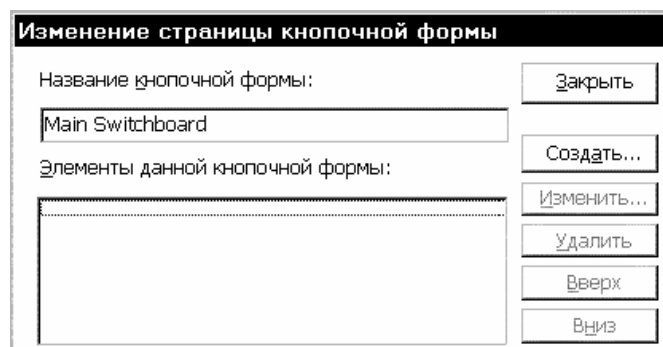 Изменение страницы кнопочной формы
Название кнопочной формы:
Закрыть
Main Switchboard
Создать...
Элементы данной кнопочной формы:
Изменить...
Удалить
Вверх
Вниз